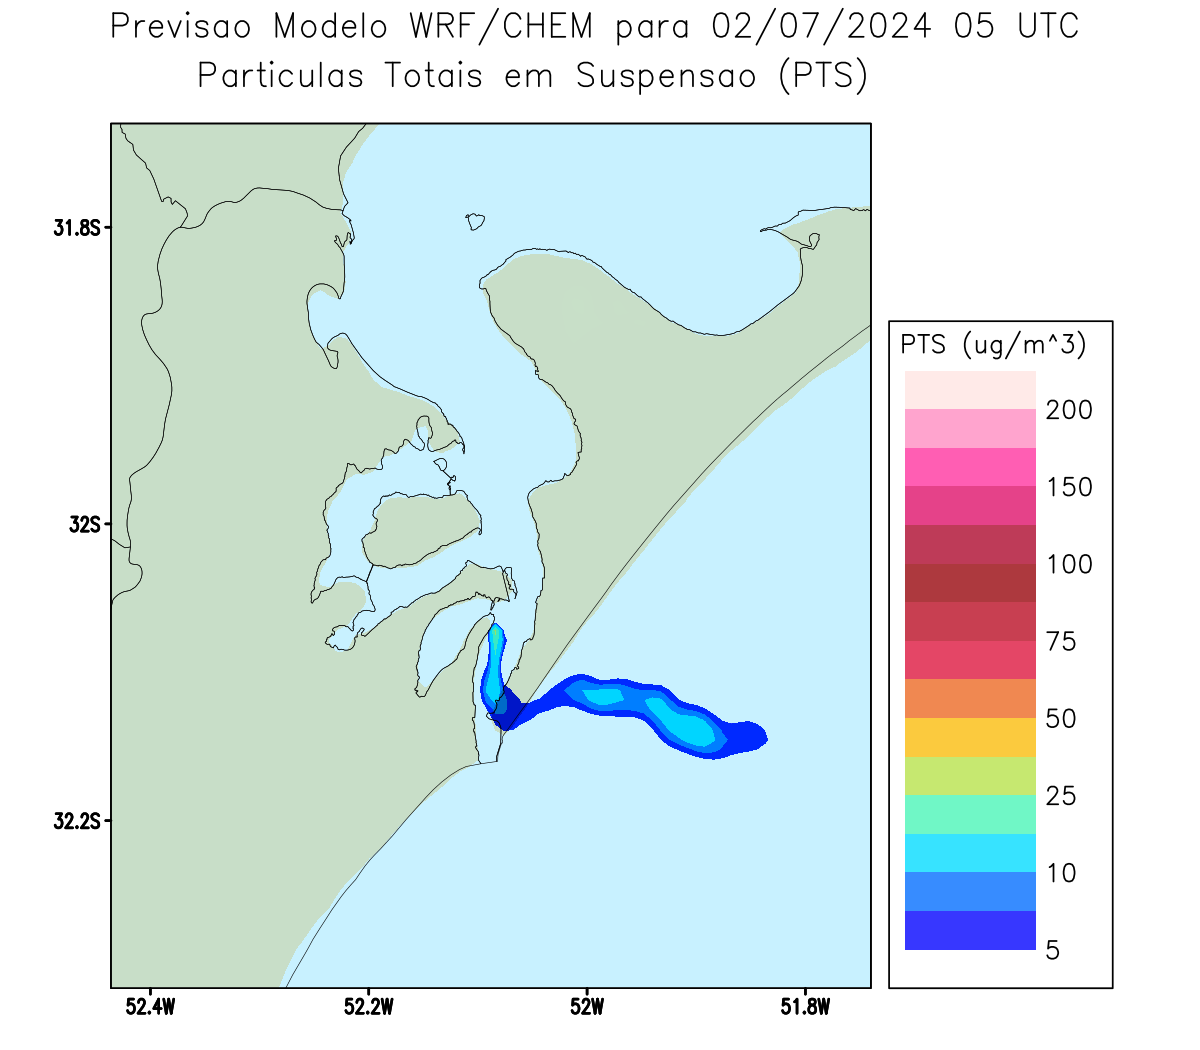 Previsao Modelo WRF/CHEM para 02/07/2024 05 UTC
Particulas Totais em Suspensao (PTS)
31.8S
32S
32.2S
52.4W
52.2W
52W
51.8W
PTS (ug/m^3)
200
150
100
75
50
25
10
5